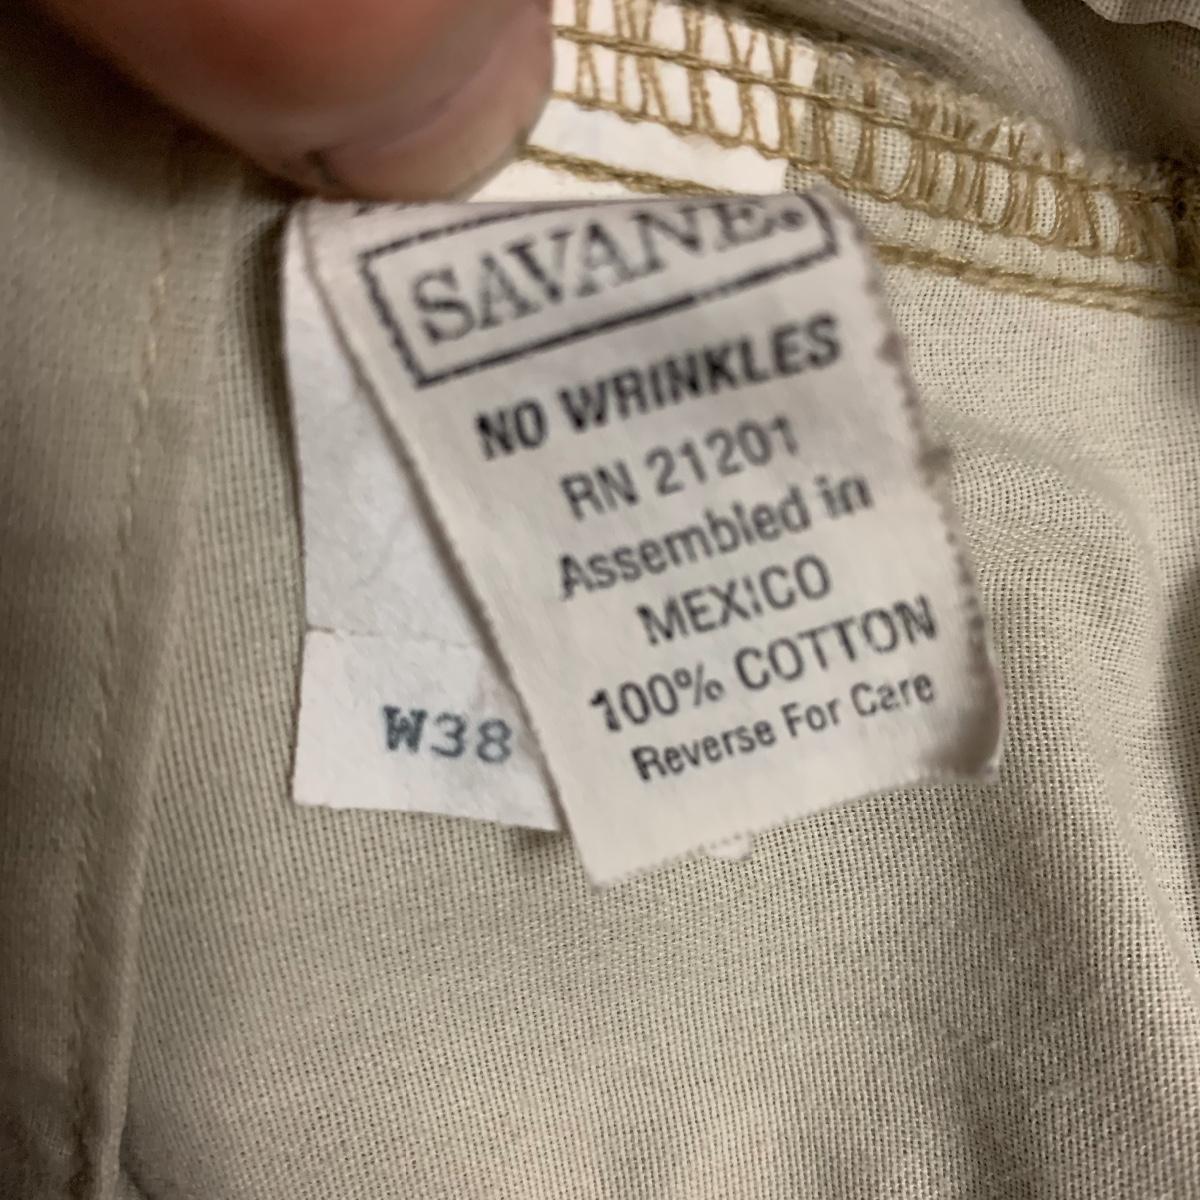 SAVANE®
NO WRINKLES
RN 21201
Assembled in
MEXICO
100% COTTON
Reverse For Care
W38